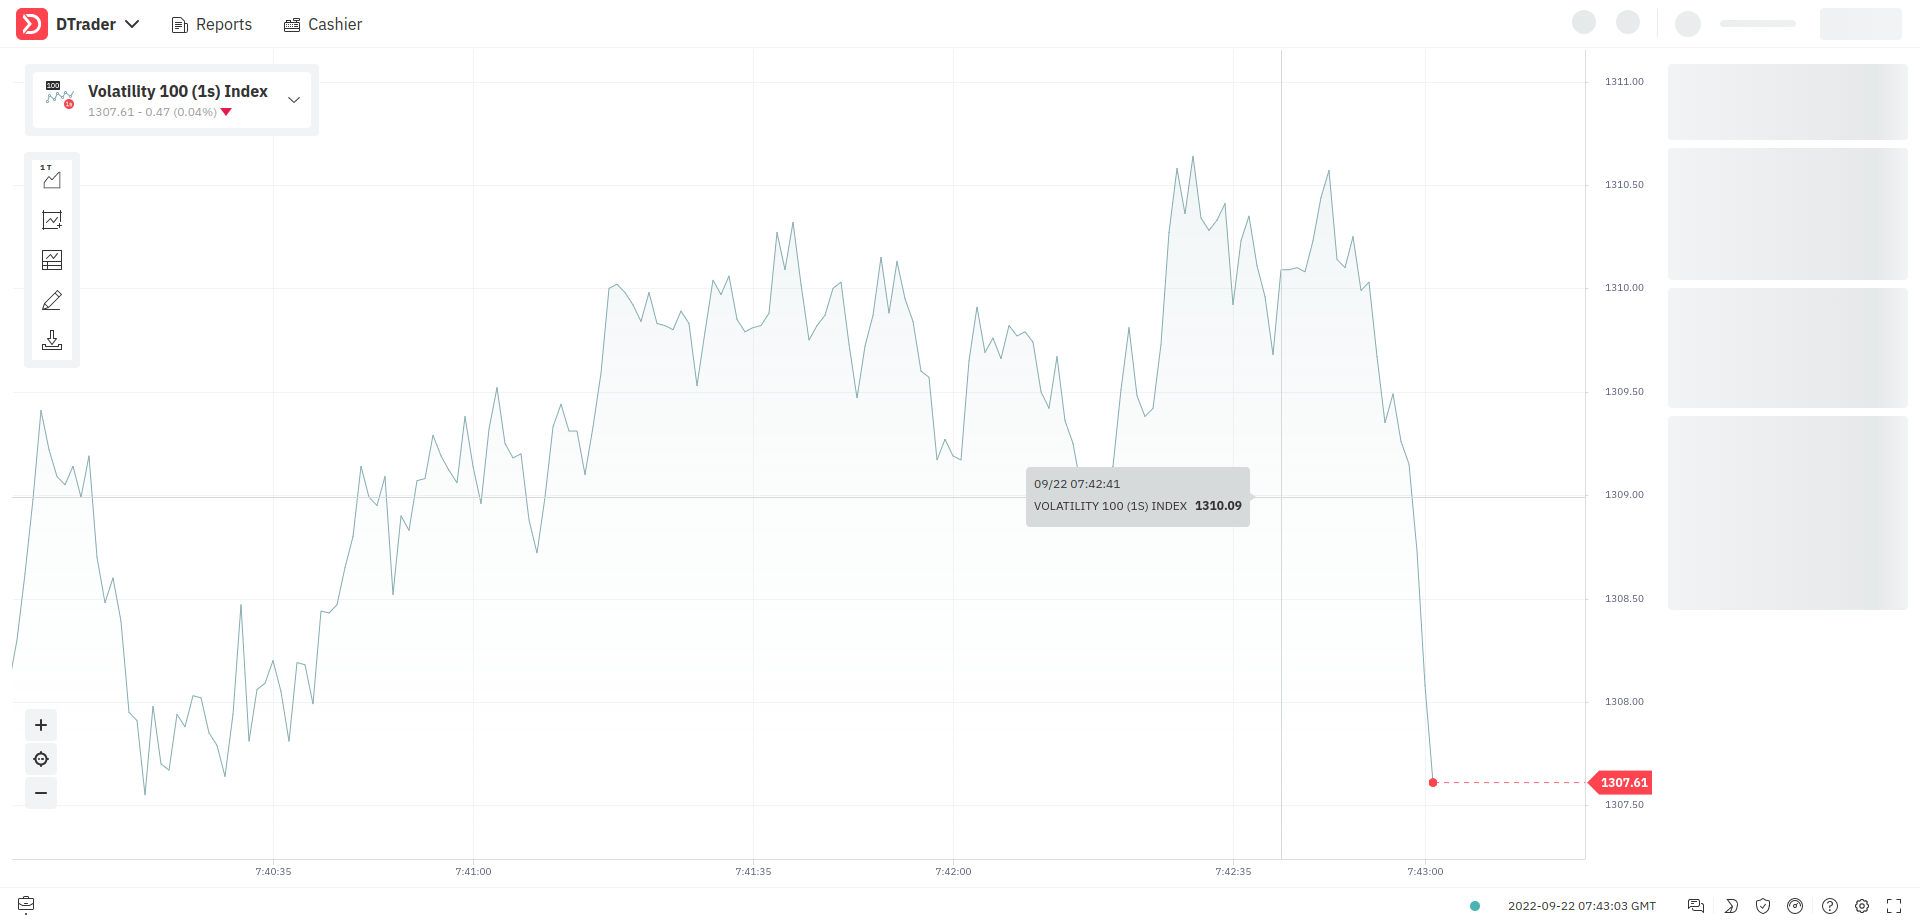 DTrader
Reports
Cashier
100
Volatility 100 (1s) Index
1s
1307.61 - 0.47 (0.04%)
1 T
1311.00
1310.50
1310.00
1309.50
1309.00
1308.50
1308.00
1307.61
1307.50
09/22 07:42:41
VOLATILITY 100 (1S) INDEX 1310.09
7:40:35
7:41:00
7:41:35
7:42:00
7:42:35
7:43:00
2022-09-22 07:43:03 GMT